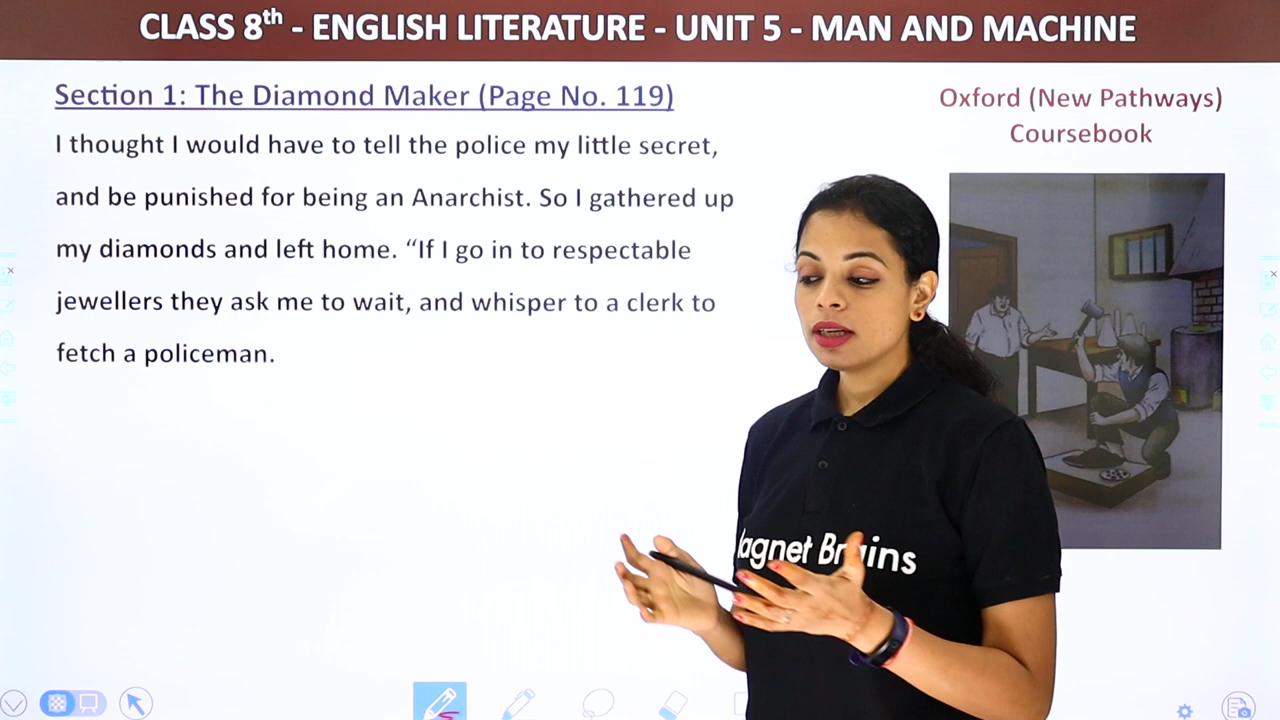 CLASS 8th - ENGLISH LITERATURE - UNIT 5 - MAN AND MACHINE
Section 1: The Diamond Maker (Page No. 119)
I thought I would have to tell the police my little secret,
and be punished for being an Anarchist. So I gathered up
my diamonds and left home. “If I go in to respectable
jewellers they ask me to wait, and whisper to a clerk to
fetch a policeman.
Oxford (New Pathways)
Coursebook
agnet Brains